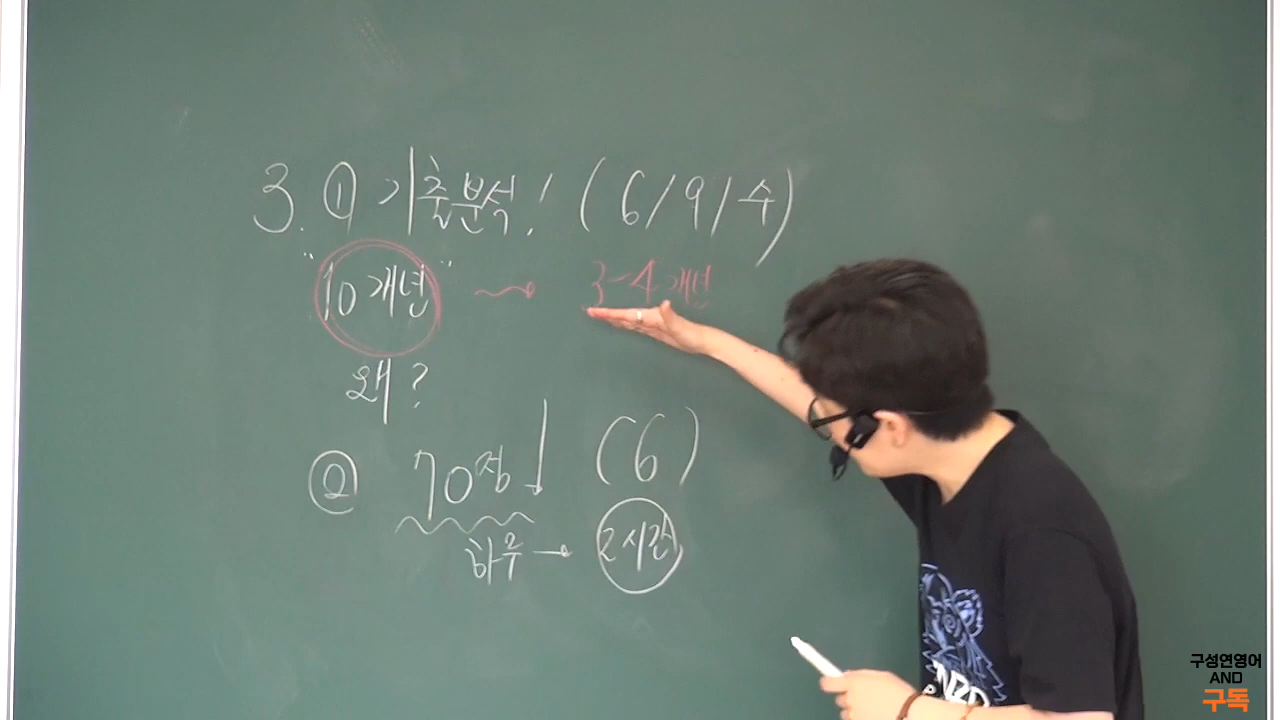 3. ① 기출분석! (6/9/수)
"10개년" → 3-4개년
왜?
② 70점↓ (6)
하루 → 2시간
구성연영어
AND
구독